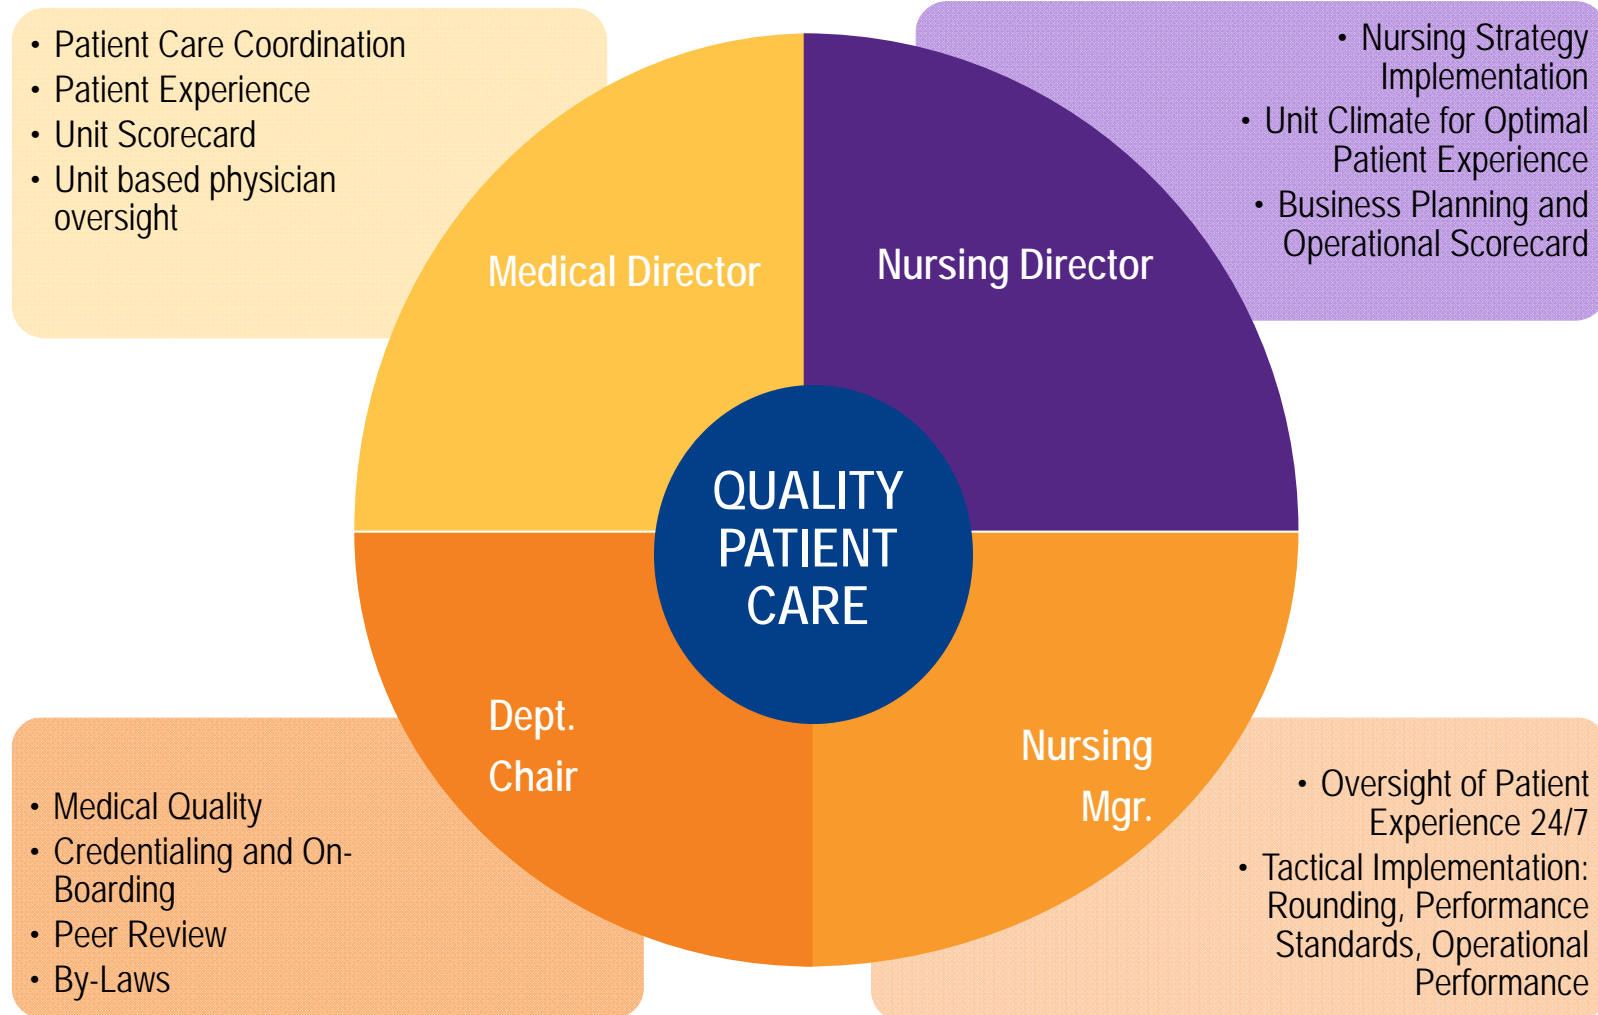 • Patient Care Coordination
• Patient Experience
• Unit Scorecard
• Unit based physician
oversight
• Nursing Strategy
Implementation
• Unit Climate for Optimal
Patient Experience
• Business Planning and
Operational Scorecard
Medical Director
Nursing Director
QUALITY
PATIENT
CARE
Dept.
Chair
Nursing
Mgr.
• Medical Quality
• Credentialing and On-
Boarding
• Peer Review
• By-Laws
• Oversight of Patient
Experience 24/7
• Tactical Implementation:
Rounding, Performance
Standards, Operational
Performance